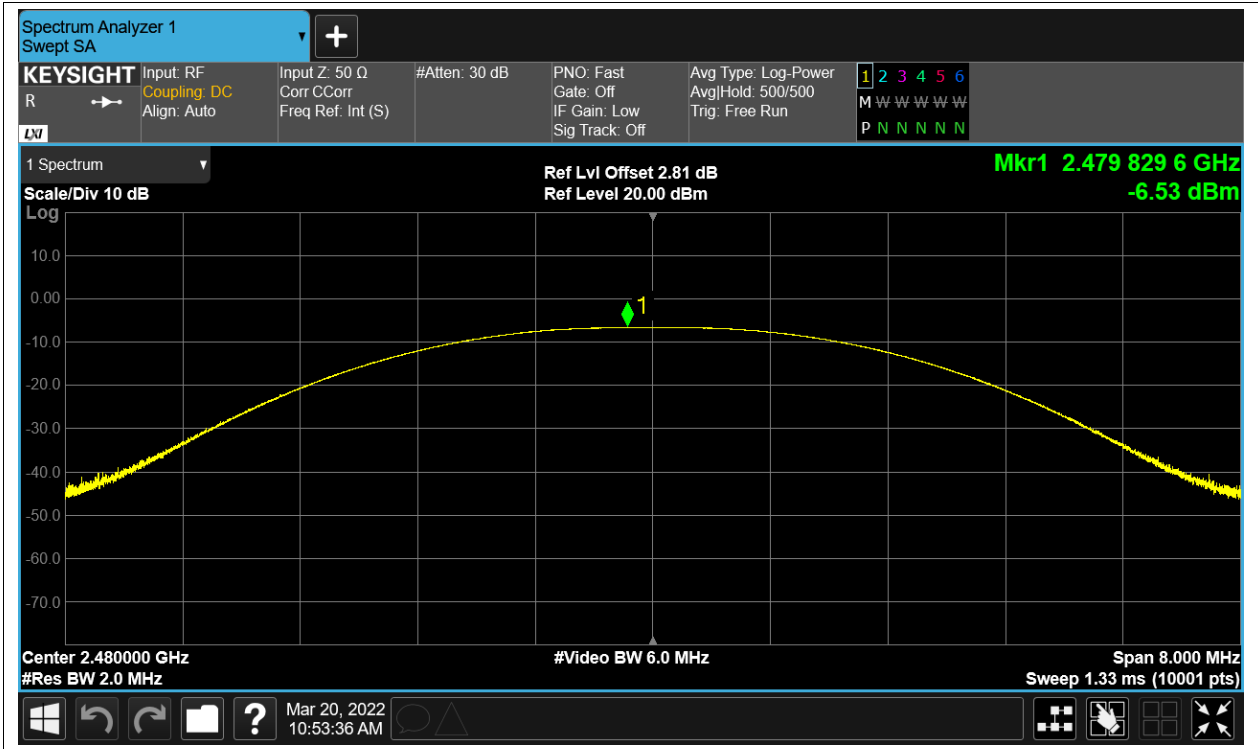 Spectrum Analyzer 1
Swept SA
+
KEYSIGHT
R
LXI
Input: RF
Coupling: DC
Align: Auto
Input Z: 50 Ω
Corr CCorr
Freq Ref: Int (S)
#Atten: 30 dB
PNO: Fast
Gate: Off
IF Gain: Low
Sig Track: Off
Avg Type: Log-Power
Avg|Hold: 500/500
Trig: Free Run
1 2 3 4 5 6
M W W W W W
P N N N N N
1 Spectrum
Scale/Div 10 dB
Log
Ref Lvl Offset 2.81 dB
Ref Level 20.00 dBm
Mkr1 2.479 829 6 GHz
-6.53 dBm
10.0
0.00
1
-10.0
-20.0
-30.0
-40.0
-50.0
-60.0
-70.0
Center 2.480000 GHz
#Res BW 2.0 MHz
#Video BW 6.0 MHz
Span 8.000 MHz
Sweep 1.33 ms (10001 pts)
?
Mar 20, 2022
10:53:36 AM